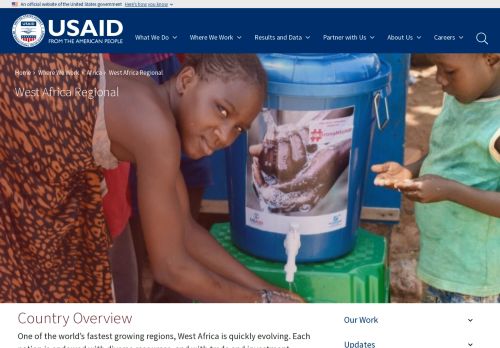 An official website of the United States government Here's how you know
USAID
FROM THE AMERICAN PEOPLE
What We Do Where We Work Results and Data Partner with Us About Us Careers
Home › Where We Work › Africa › West Africa Regional
West Africa Regional
USAID
Country Overview
One of the world's fastest growing regions, West Africa is quickly evolving. Each
Our Work
Updates